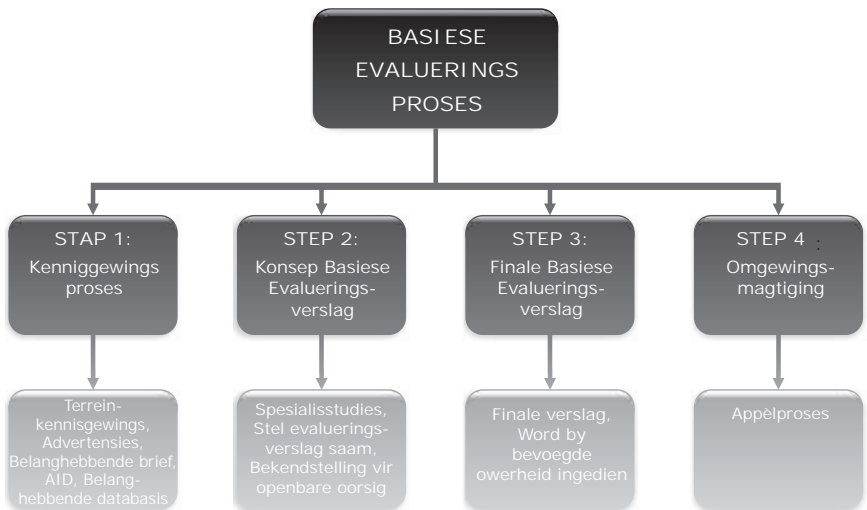 BASIESE
EVALUERINGS
PROSES
STAP 1:
Kenniggewings
proses
STEP 2:
Konsep Basiese
Evaluerings-
verslag
STEP 3:
Finale Basiese
Evaluerings-
verslag
STEP 4 :
Omgewings-
magtiging
Terrein-
kennisgewings,
Advertensies,
Belanghebbende brief,
AID, Belang-
hebbende databasis
Spesialisstudies,
Stel evaluerings-
verslag saam,
Bekendstelling vir
openbare oorsig
Finale verslag,
Word by
bevoegde
owerheid ingedien
Appèlproses